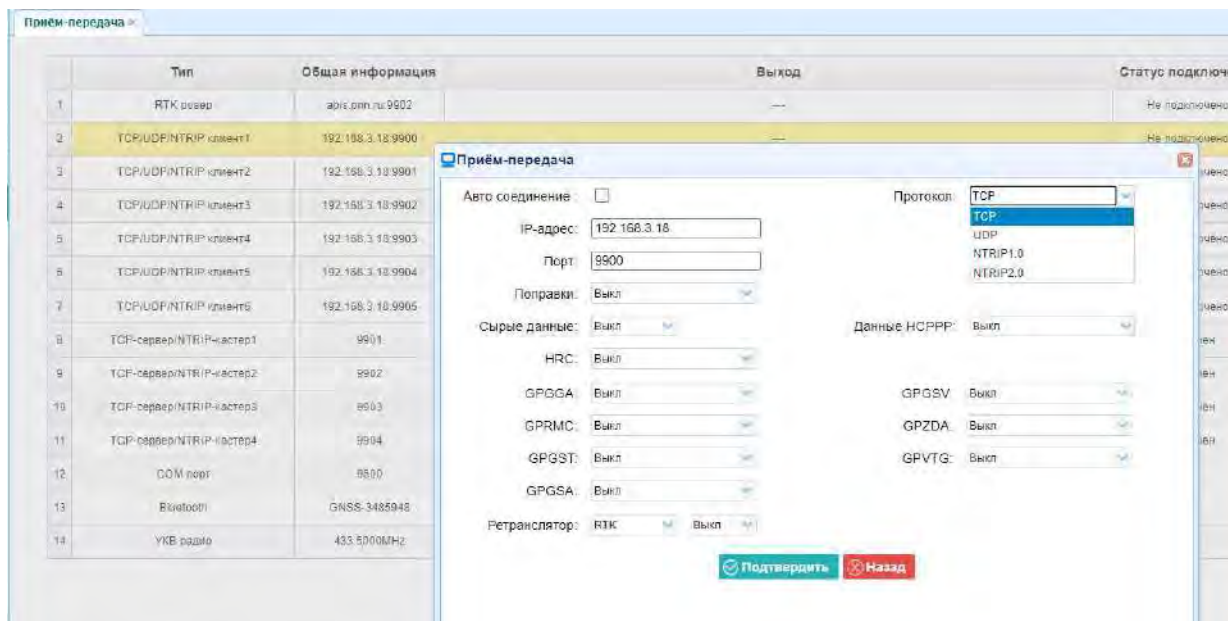 Приём-передача
Тип Общая информация Выход Статус подключ
1 RTK ровер 9902 — Не подключено
2 TCP/UDP/NTRIP клиент1 192.168.3.18:9900 — Не подключено
3 TCP/UDP/NTRIP клиент2 192.168.3.18:9901
4 TCP/UDP/NTRIP клиент3 192.168.3.18:9902
5 TCP/UDP/NTRIP клиент4 192.168.3.18:9903
6 TCP/UDP/NTRIP клиент5 192.168.3.18:9904
7 TCP/UDP/NTRIP клиент6 192.168.3.18:9905
8 TCP-сервер/NTRIP-кастер1 9901
9 TCP-сервер/NTRIP-кастер2 9902
10 TCP-сервер/NTRIP-кастер3 9903
11 TCP-сервер/NTRIP-кастер4 9904
12 COM порт 9600
13 Bluetooth GNSS-3485948
14 УКВ радио 433.5000MHz
Приём-передача
Авто соединение : Протокол: TCP
TCP
UDP
NTRIP1.0
NTRIP2.0
IP-адрес: 192.168.3.18
Порт: 9900
Поправки: Выкл
Сырые данные: Выкл Данные HCPPP: Выкл
HRC: Выкл
GPGGA: Выкл GPGSV: Выкл
GPRMC: Выкл GPZDA: Выкл
GPGST: Выкл GPVTG: Выкл
GPGSA: Выкл
Ретранслятор: RTK Выкл
Подтвердить Назад